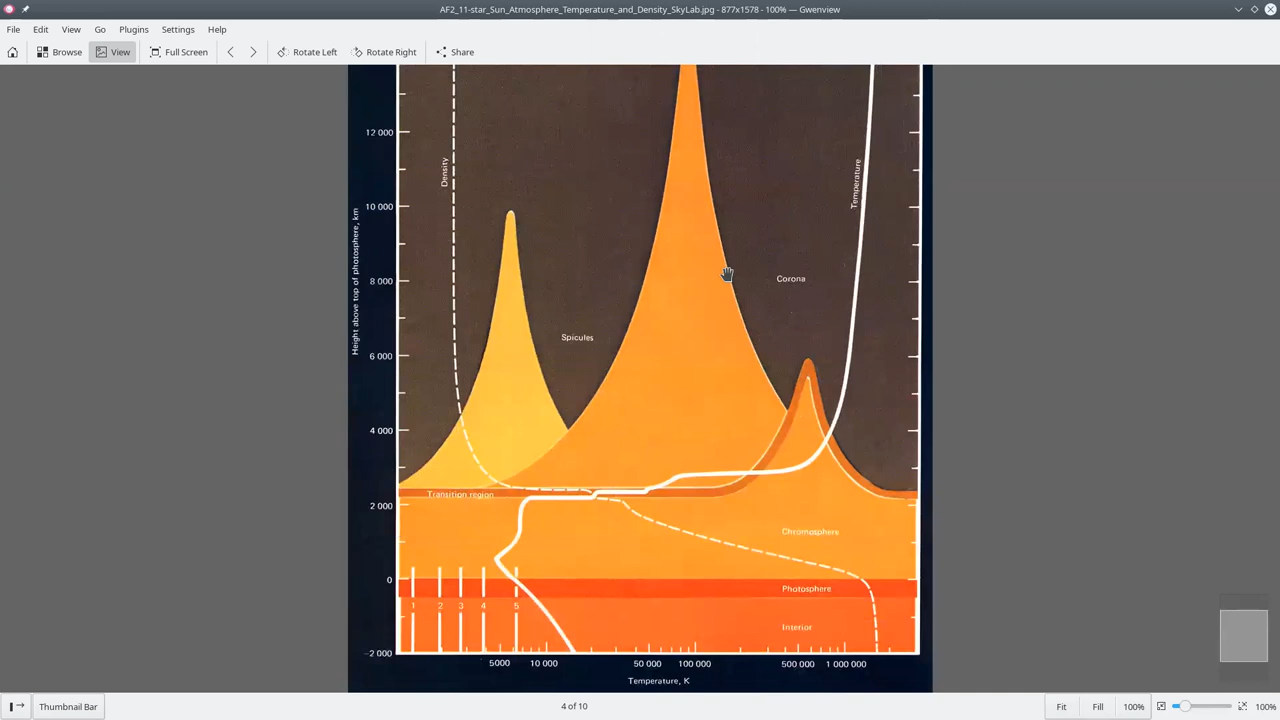 AF2_11-star_Sun_Atmosphere_Temperature_and_Density_SkyLab.jpg - 877x1578 - 100% — Gwenview
File Edit View Go Plugins Settings Help
Browse View Full Screen Rotate Left Rotate Right Share
12 000
10 000
8 000
6 000
4 000
2 000
0
-2 000
Height above top of photosphere, km
Density
Temperature
Corona
Spicules
Transition region
Chromosphere
Photosphere
1 2 3 4 5
Interior
5000 10 000 50 000 100 000 500 000 1 000 000
Temperature, K
Thumbnail Bar 4 of 10 Fit Fill 100% 100%